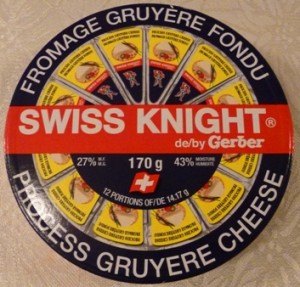 FROMAGE GRUYÈRE FONDU
SWISS KNIGHT®
de/by Gerber
27% M.F.
M.G.
170 g
43% MOISTURE
HUMIDITÉ
12 PORTIONS OF/DE 14.17 g
PROCESS GRUYERE CHEESE